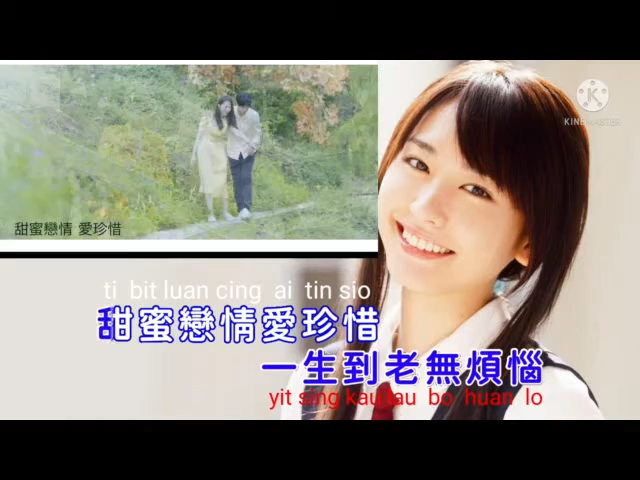 KINEMASTER
甜蜜戀情 愛珍惜
ti bit luan cing ai tin sio
甜蜜戀情愛珍惜
一生到老無煩惱
yit sing kau lau bo huan lo